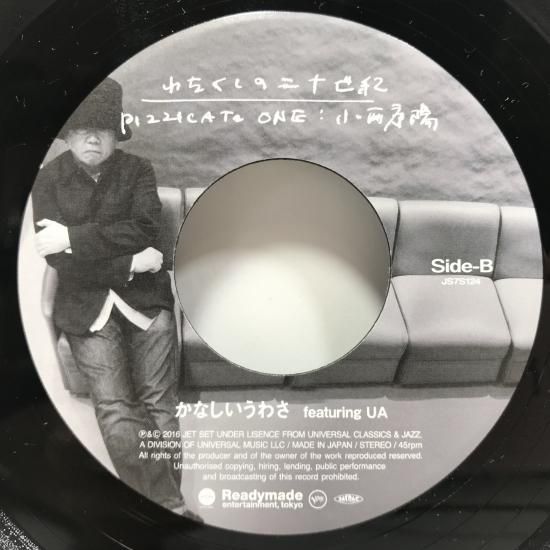 わたくしの二十世紀
PIZZICATO ONE: 小西康陽
Side-B
JS7S124
かなしいうわさ featuring UA
℗&© 2016 JET SET UNDER LISENCE FROM UNIVERSAL CLASSICS & JAZZ,
A DIVISION OF UNIVERSAL MUSIC LLC / MADE IN JAPAN / STEREO / 45rpm
All rights of the producer and of the owner of the work reproduced reserved.
Unauthorised copying, hiring, lending, public performance
and broadcasting of this record prohibited.
Readymade
entertainment, tokyo